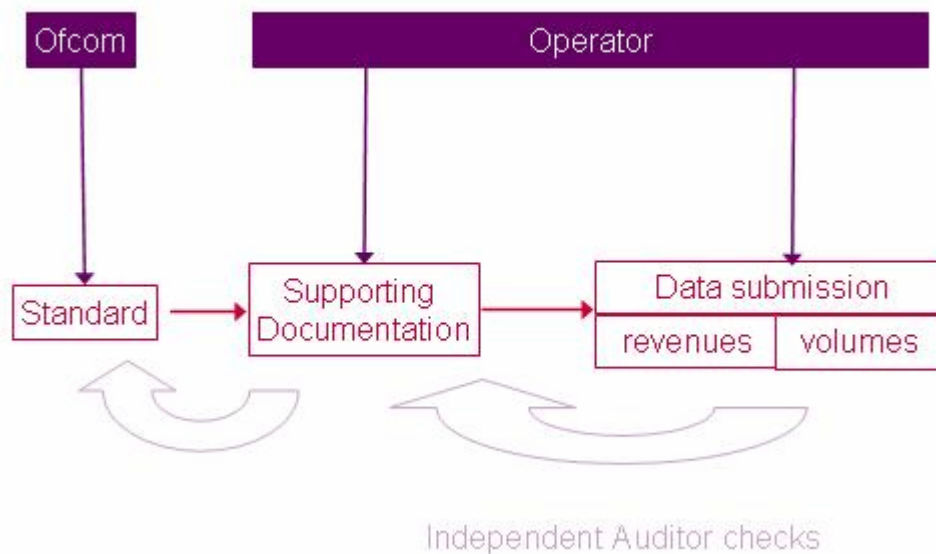 Ofcom
Operator
Standard
Supporting
Documentation
Data submission
revenues
volumes
Independent Auditor checks